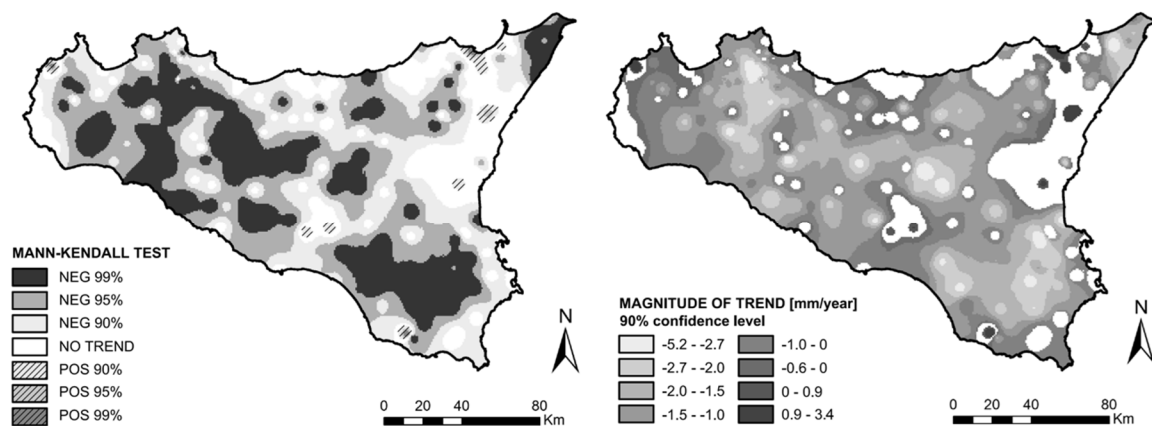 MANN-KENDALL TEST
NEG 99%
NEG 95%
NEG 90%
NO TREND
POS 90%
POS 95%
POS 99%
N
0 20 40 80
Km
MAGNITUDE OF TREND [mm/year]
90% confidence level
-5.2 - -2.7
-2.7 - -2.0
-2.0 - -1.5
-1.5 - -1.0
-1.0 - 0
-0.6 - 0
0 - 0.9
0.9 - 3.4
N
0 20 40 80
Km